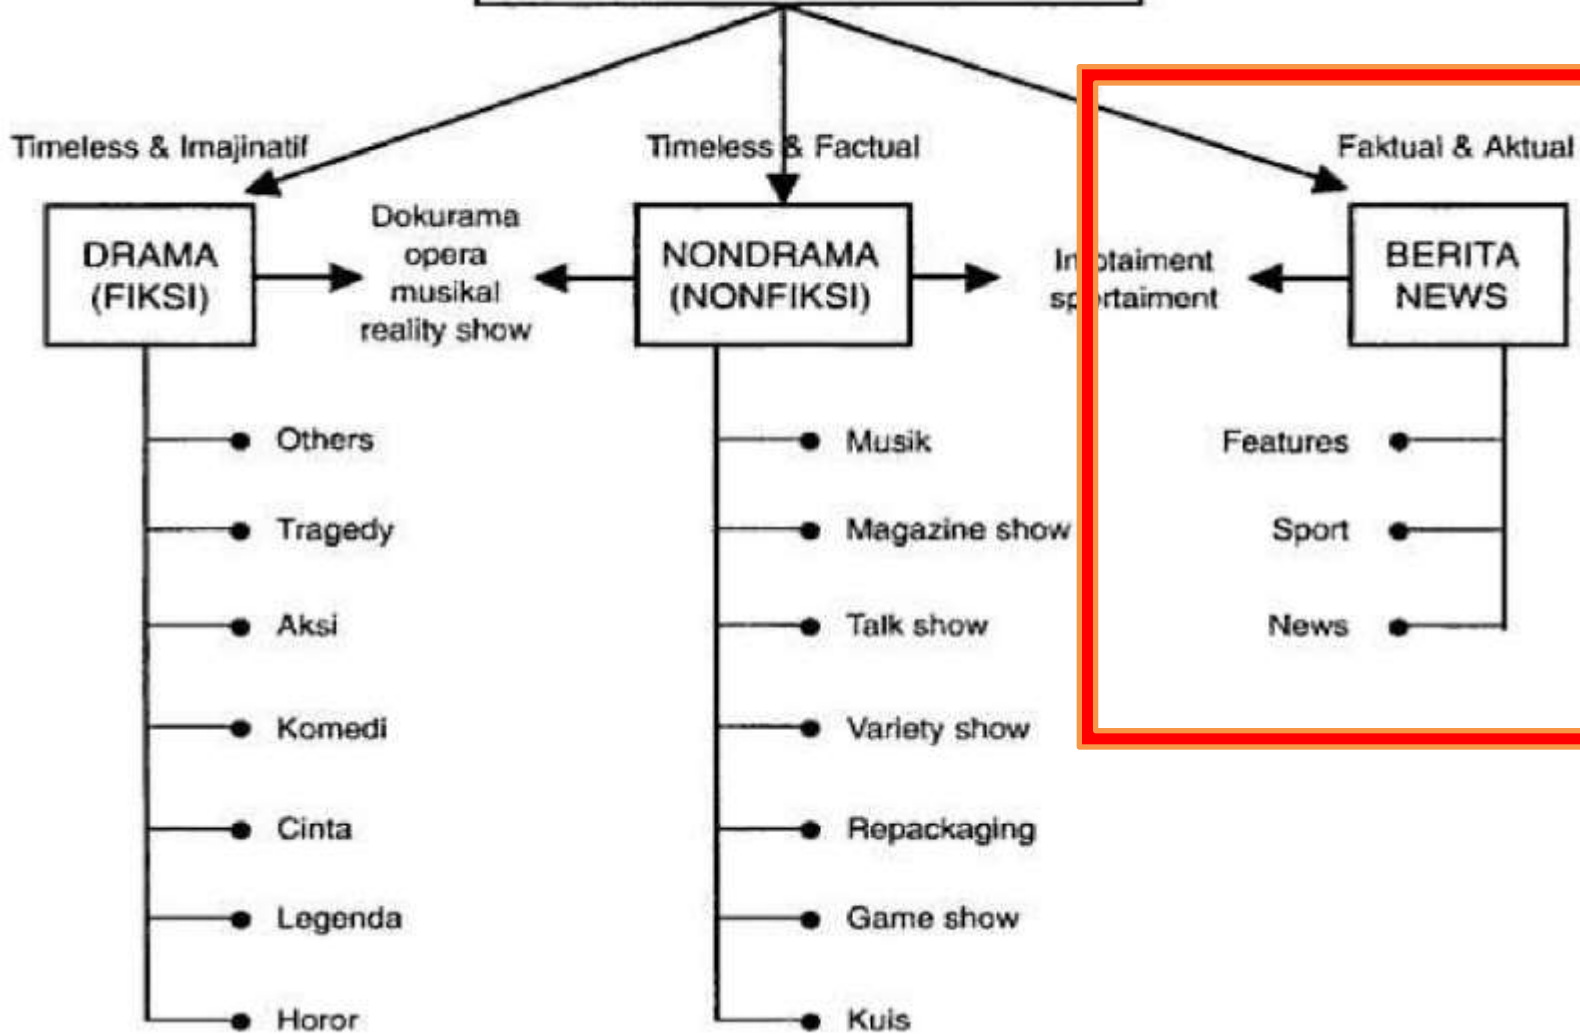 Timeless & Imajinatif
Timeless & Factual
Faktual & Aktual
DRAMA
(FIKSI)
Dokurama
opera
musikal
reality show
NONDRAMA
(NONFIKSI)
sportaiment
BERITA
NEWS
Others
Tragedy
Aksi
Komedi
Cinta
Legenda
Horor
Musik
Magazine show
Talk show
Variety show
Repackaging
Game show
Kuis
Features
Sport
News